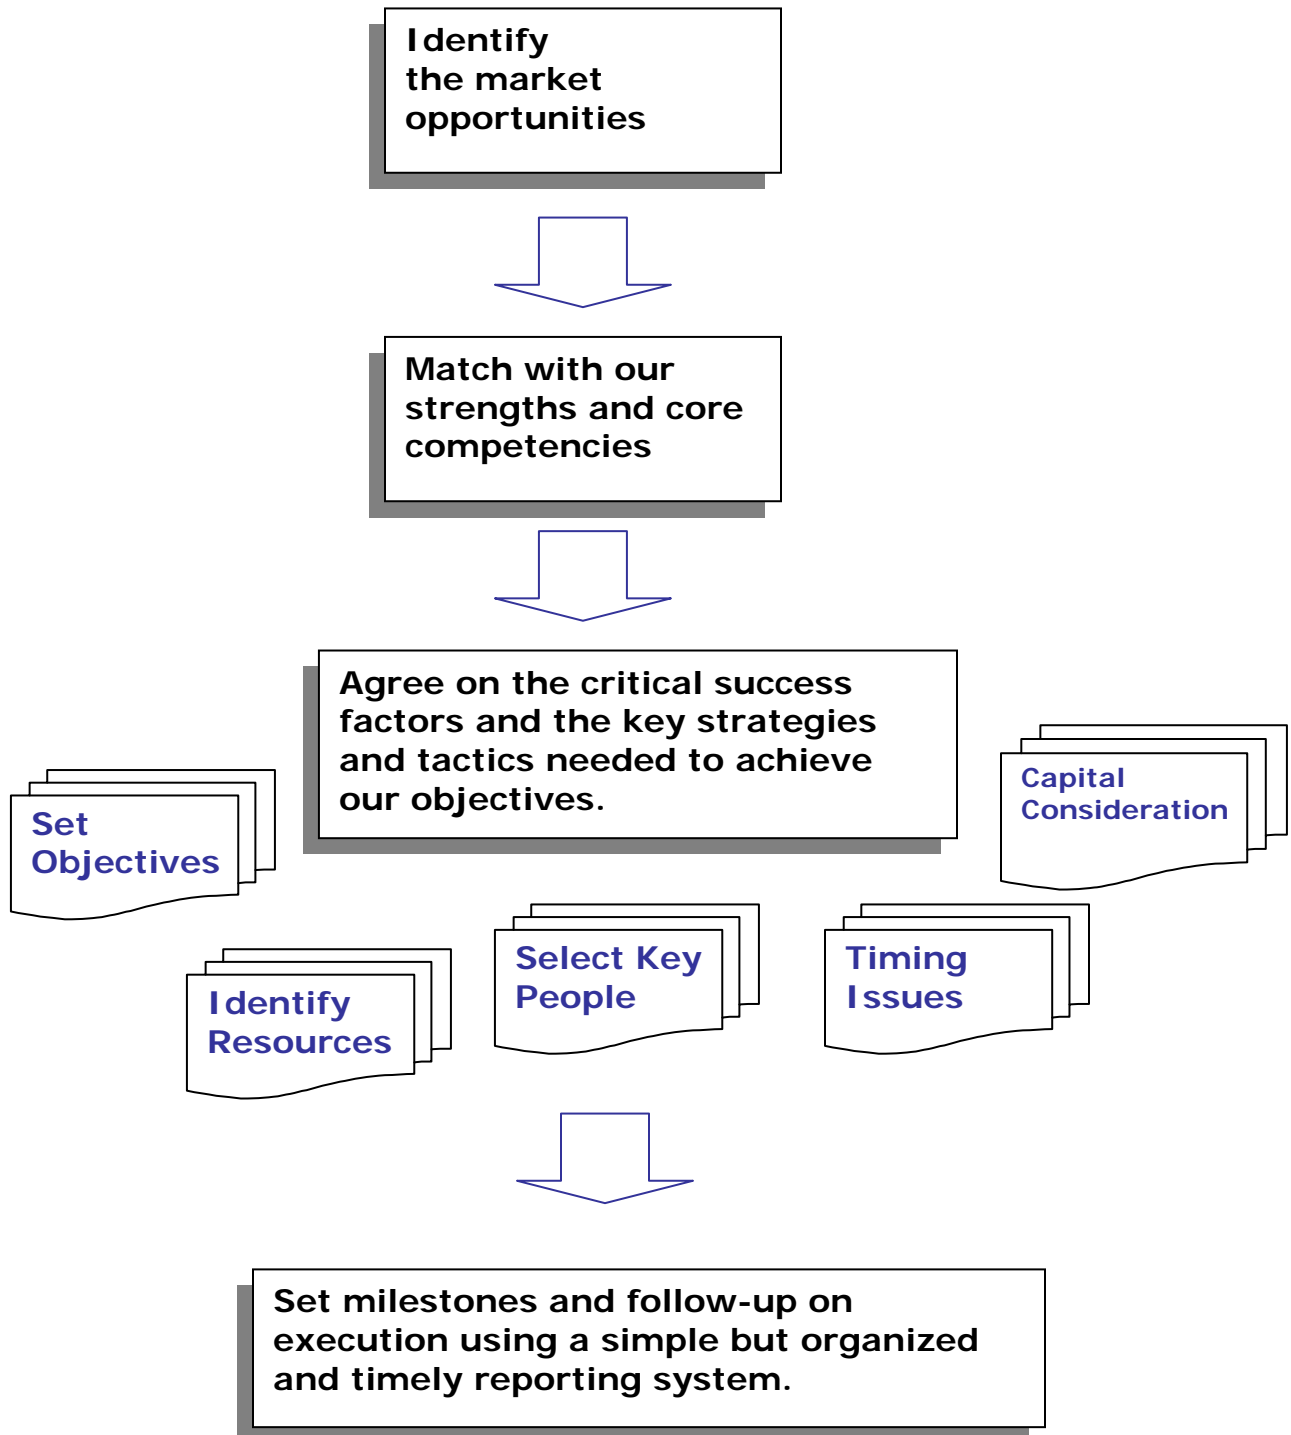 Identify
the market
opportunities
Match with our
strengths and core
competencies
Agree on the critical success
factors and the key strategies
and tactics needed to achieve
our objectives.
Set
Objectives
Identify
Resources
Select Key
People
Timing
Issues
Capital
Consideration
Set milestones and follow-up on
execution using a simple but organized
and timely reporting system.